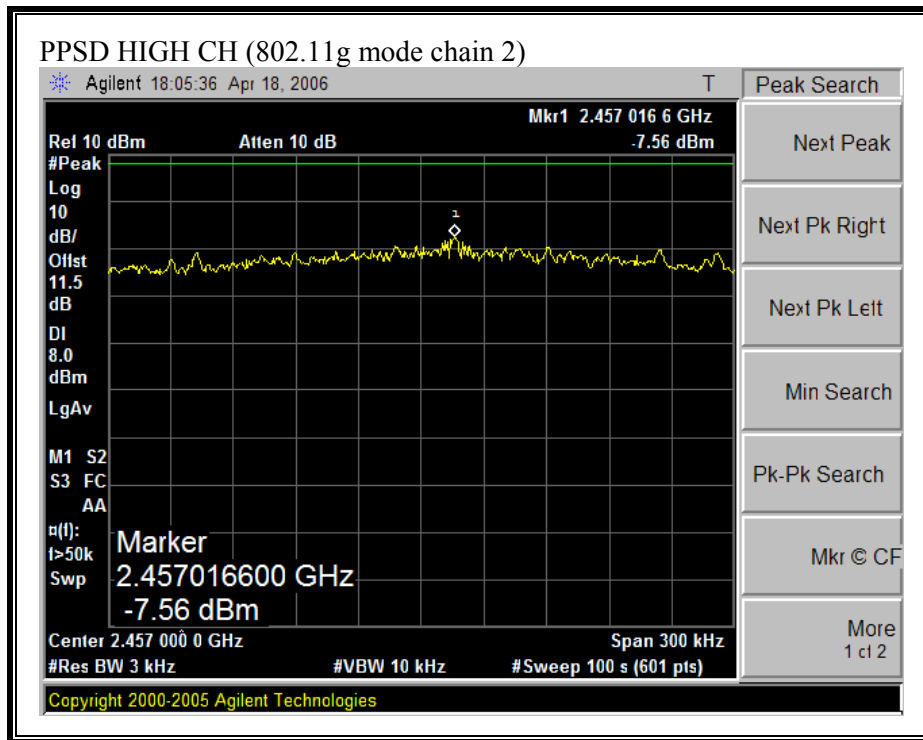 PPSD HIGH CH (802.11g mode chain 2)
Agilent 18:05:36 Apr 18, 2006 T
Peak Search
Mkr1 2.457 016 6 GHz
Ref 10 dBm Atten 10 dB -7.56 dBm
Next Peak
#Peak
Log
10
dB/
Offst
11.5
dB
DI
8.0
dBm
LgAv
M1 S2
S3 FC
AA
¤(f):
f>50k
Swp
1
Next Pk Right
Next Pk Left
Min Search
Pk-Pk Search
Mkr © CF
More
1 of 2
Marker
2.457016600 GHz
-7.56 dBm
Center 2.457 000 0 GHz Span 300 kHz
#Res BW 3 kHz #VBW 10 kHz #Sweep 100 s (601 pts)
Copyright 2000-2005 Agilent Technologies